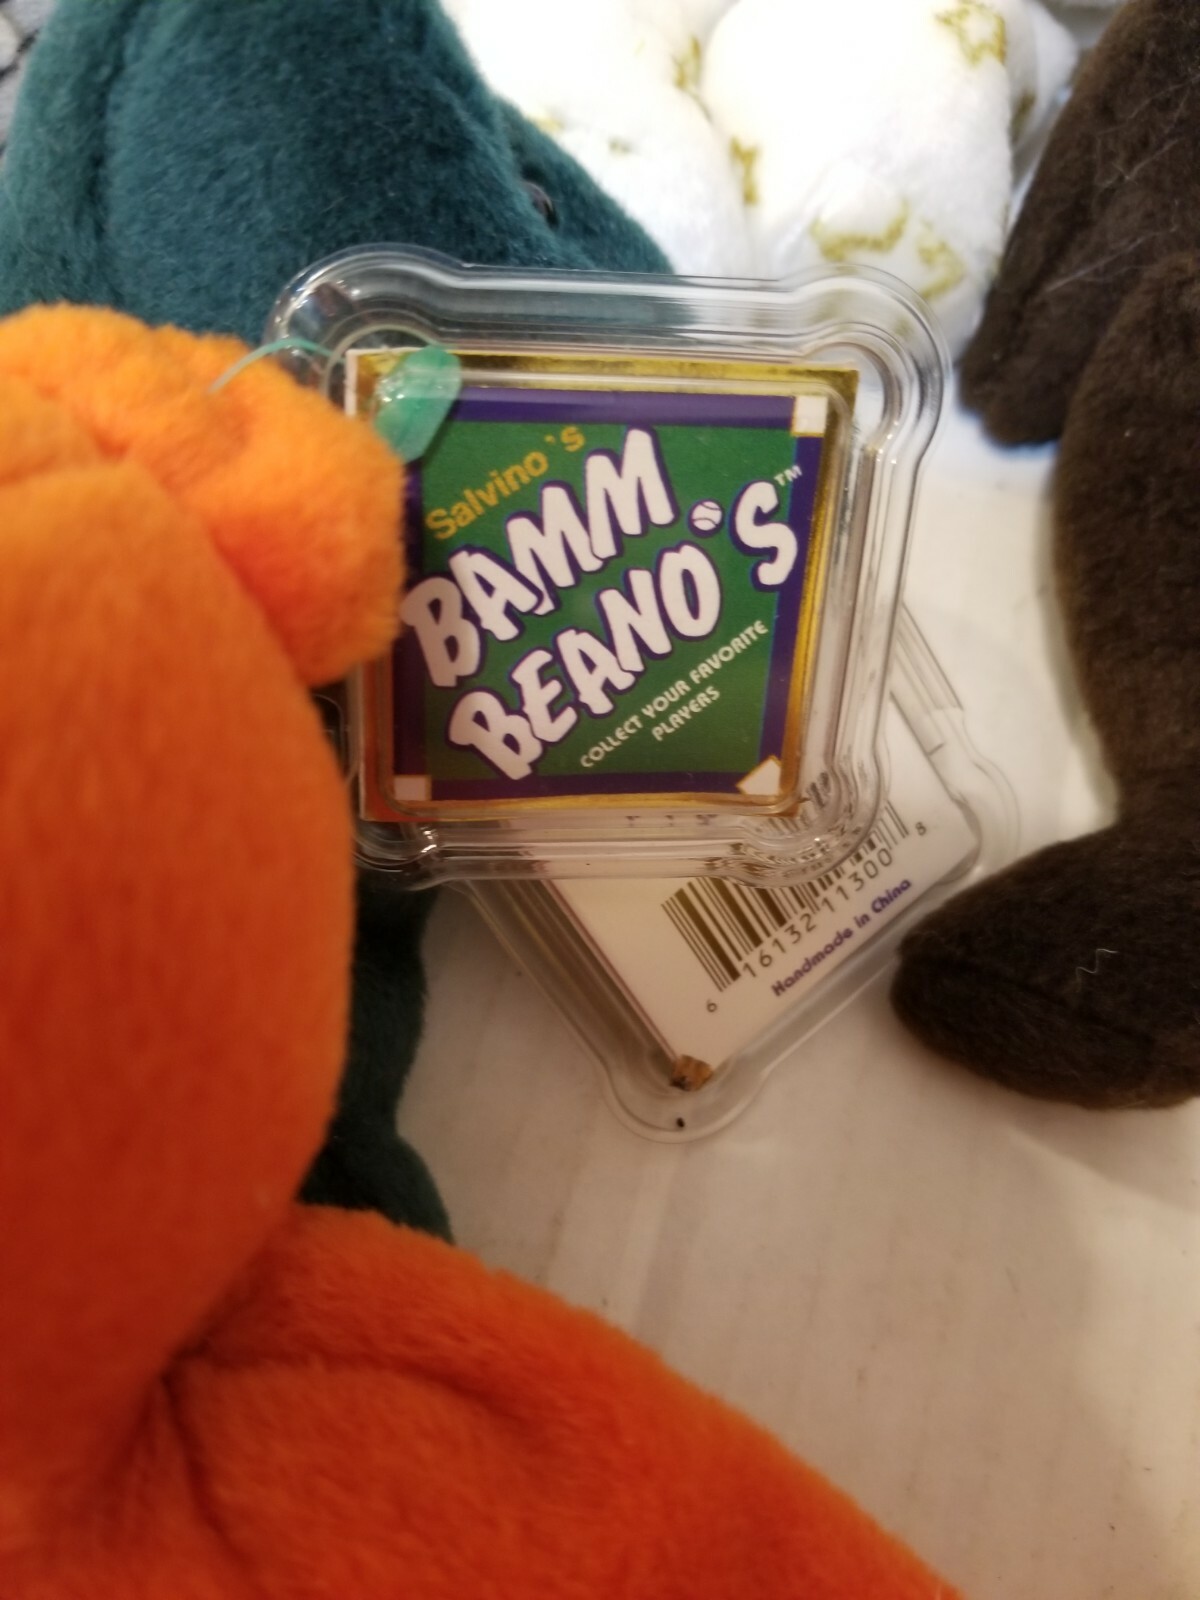 Salvino's
BAMM
BEANO'S™
COLLECT YOUR FAVORITE
PLAYERS
6 16132 11300 8
Handmade in China